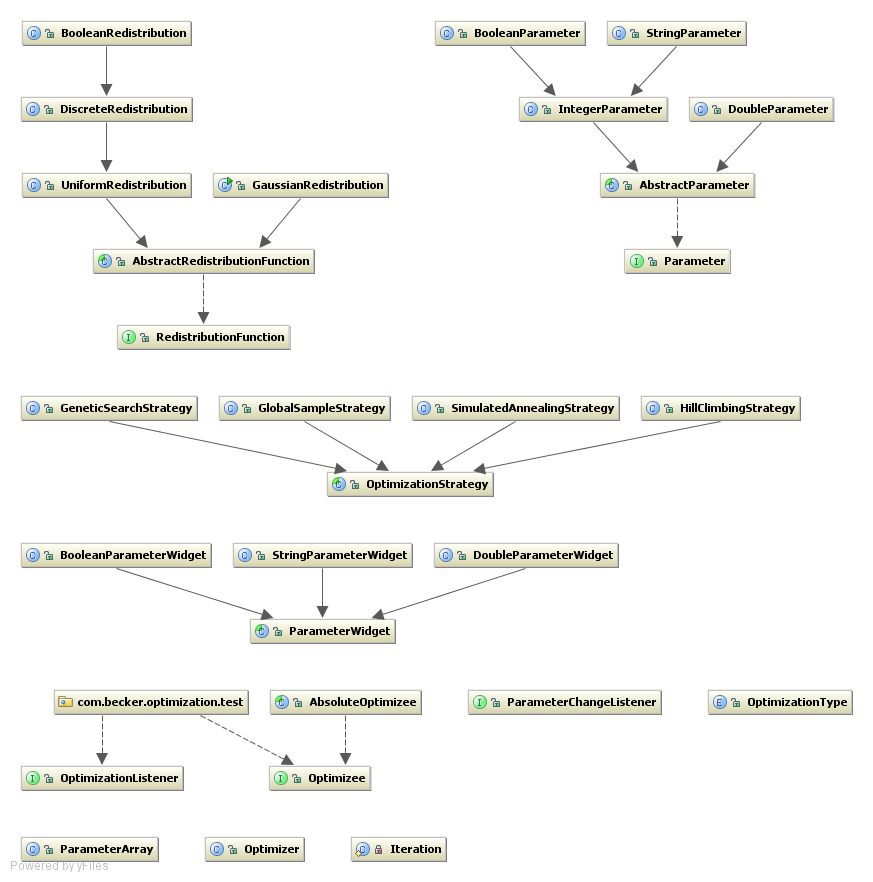 BooleanRedistribution
BooleanParameter
StringParameter
DiscreteRedistribution
IntegerParameter
DoubleParameter
UniformRedistribution
GaussianRedistribution
AbstractParameter
AbstractRedistributionFunction
Parameter
RedistributionFunction
GeneticSearchStrategy
GlobalSampleStrategy
SimulatedAnnealingStrategy
HillClimbingStrategy
OptimizationStrategy
BooleanParameterWidget
StringParameterWidget
DoubleParameterWidget
ParameterWidget
com.becker.optimization.test
AbsoluteOptimizee
ParameterChangeListener
OptimizationType
OptimizationListener
Optimizee
ParameterArray
Optimizer
Iteration
Powered by yFiles